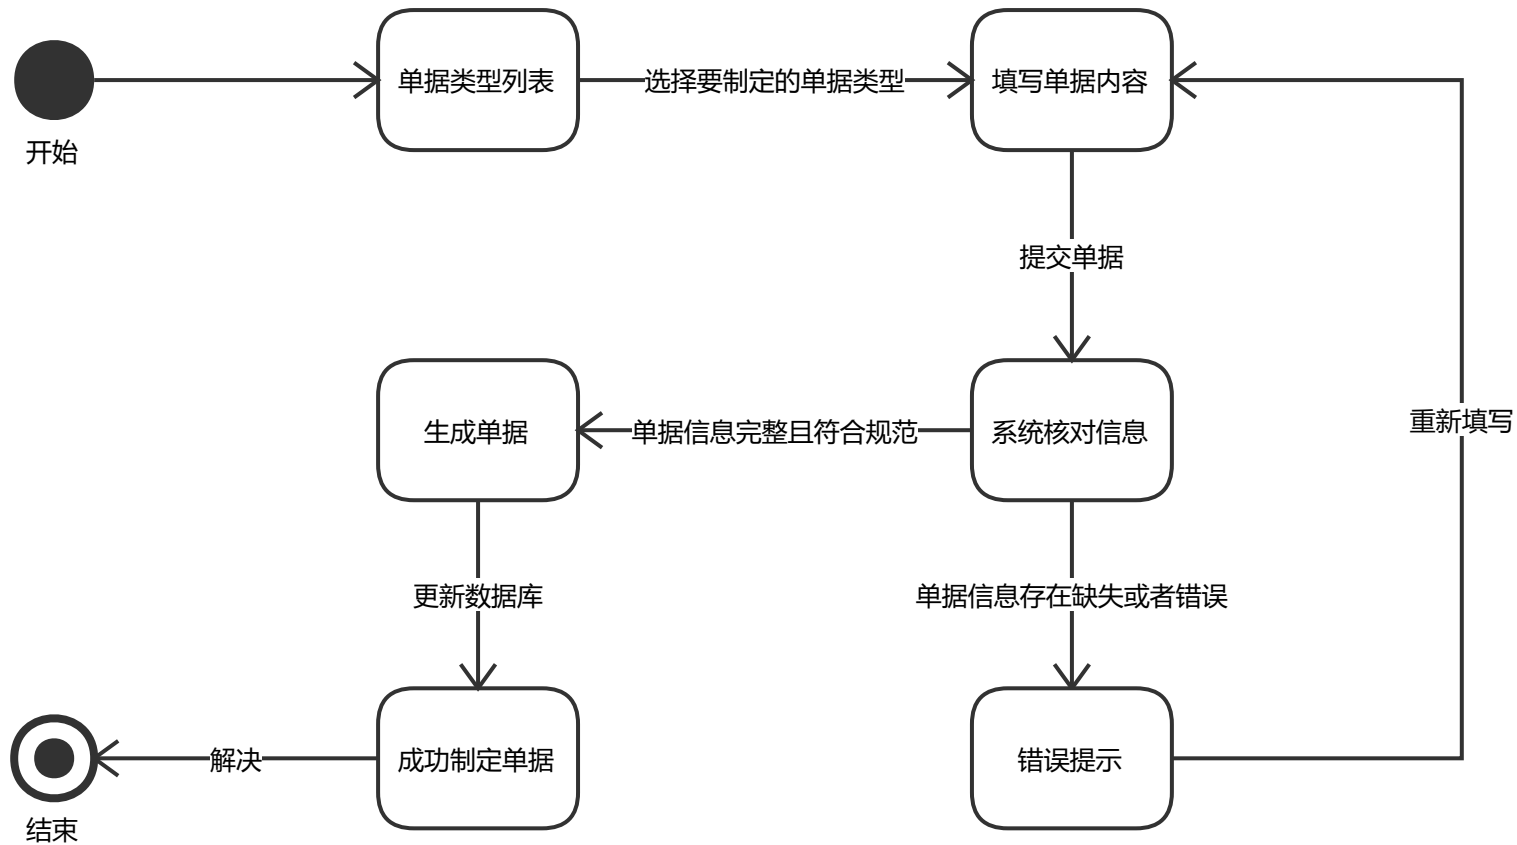 开始
单据类型列表
选择要制定的单据类型
填写单据内容
提交单据
重新填写
生成单据
单据信息完整且符合规范
系统核对信息
更新数据库
单据信息存在缺失或者错误
结束
解决
成功制定单据
错误提示